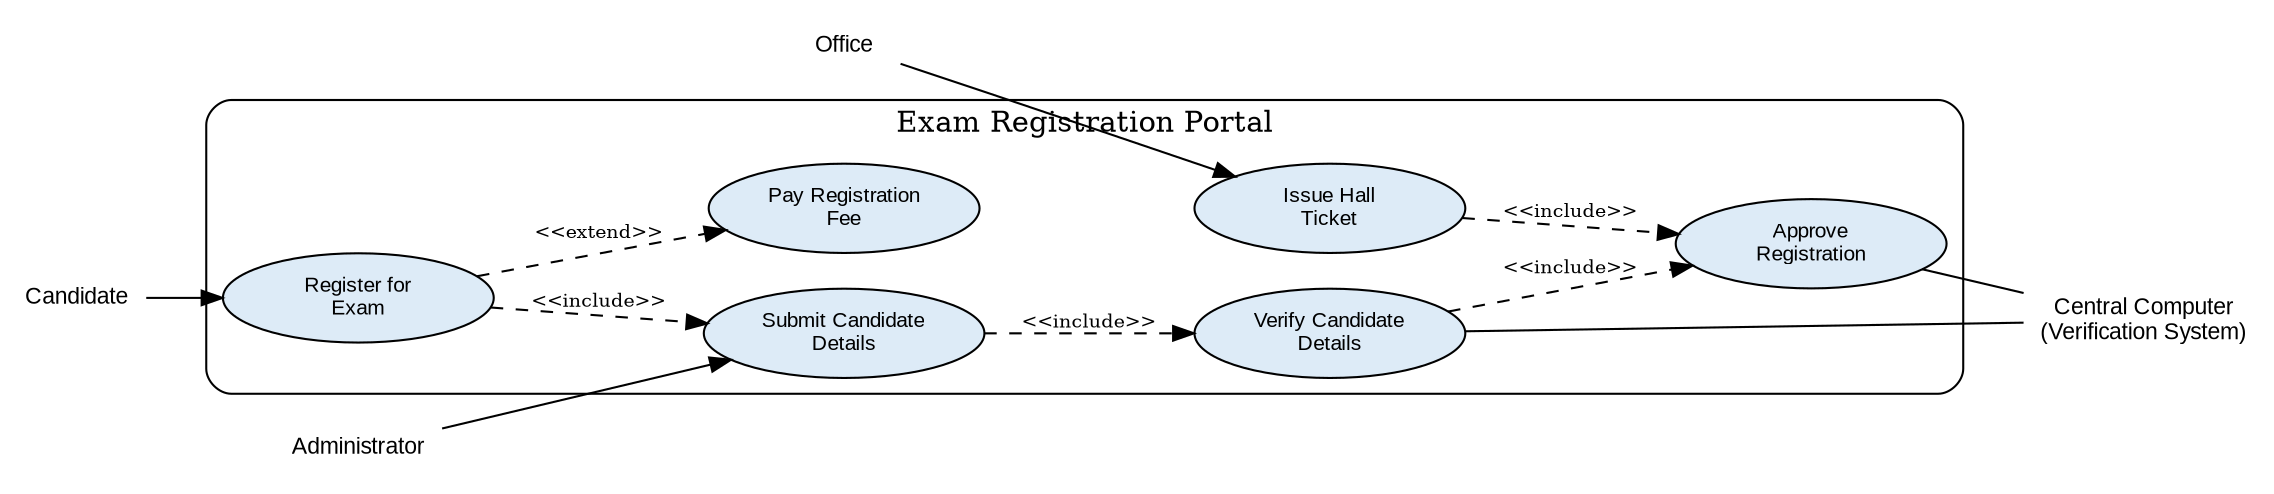 Office
Exam Registration Portal
Pay Registration
Fee
Issue Hall
Ticket
<<include>>
Approve
Registration
<<extend>>
<<include>>
Register for
Exam
Candidate
<<include>>
Submit Candidate
Details
<<include>>
Verify Candidate
Details
Central Computer
(Verification System)
Administrator